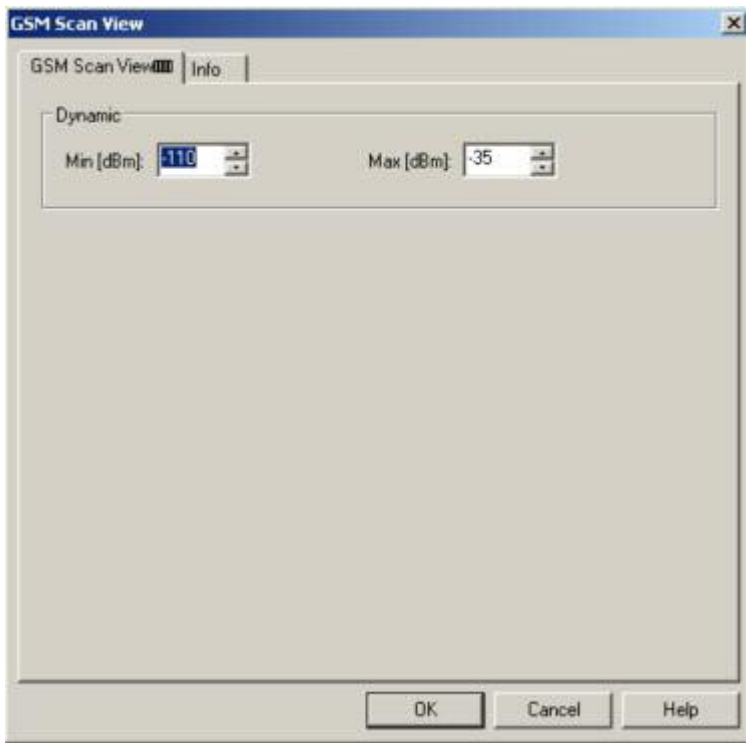 GSM Scan View
GSM Scan View Info
Dynamic
Min [dBm]: -110 Max [dBm]: -35
OK Cancel Help